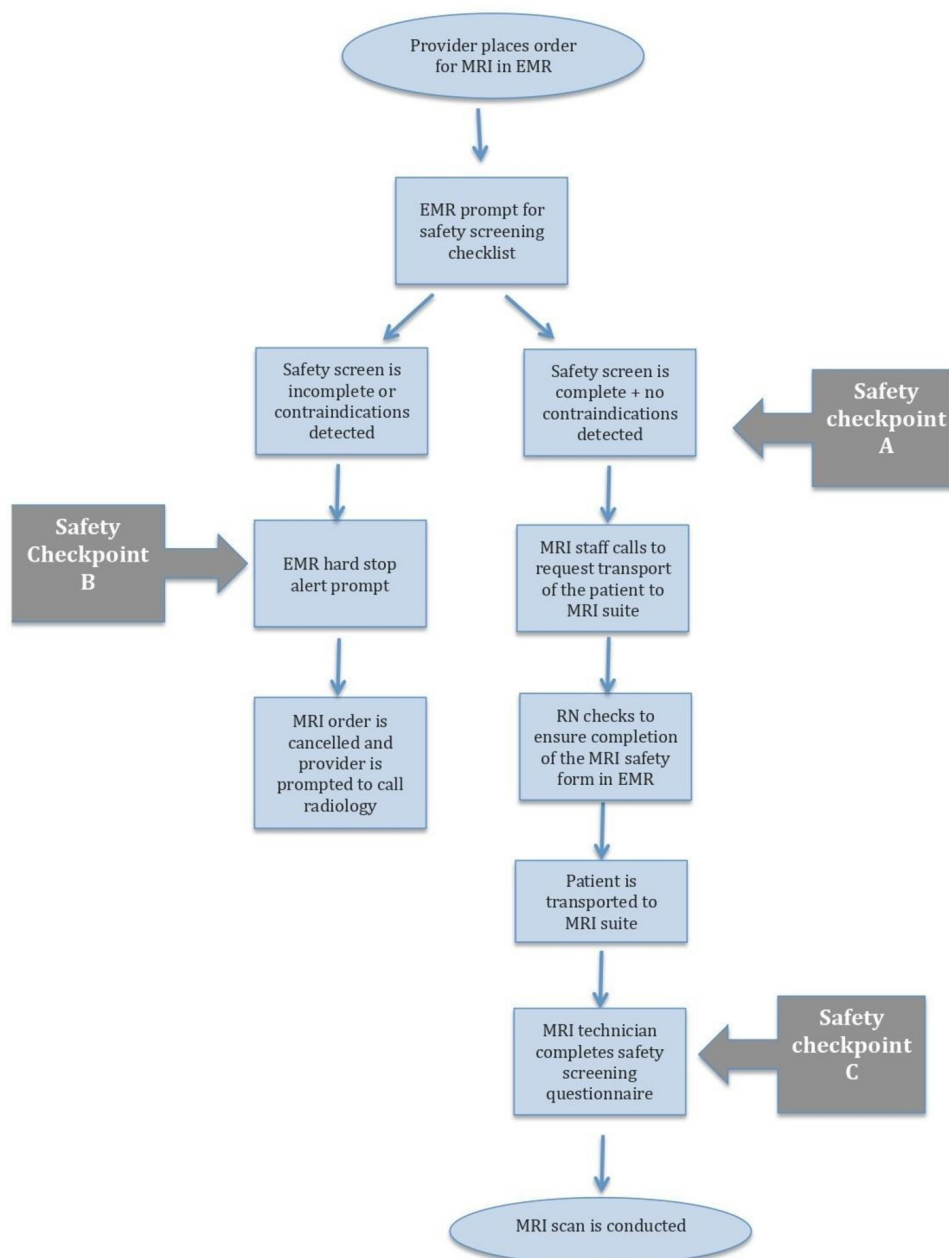 Provider places order
for MRI in EMR
EMR prompt for
safety screening
checklist
Safety screen is
incomplete or
contraindications
detected
Safety screen is
complete + no
contraindications
detected
Safety
checkpoint
A
Safety
Checkpoint
B
EMR hard stop
alert prompt
MRI staff calls to
request transport
of the patient to
MRI suite
MRI order is
cancelled and
provider is
prompted to call
radiology
RN checks to
ensure completion
of the MRI safety
form in EMR
Patient is
transported to
MRI suite
MRI technician
completes safety
screening
questionnaire
Safety
checkpoint
C
MRI scan is conducted